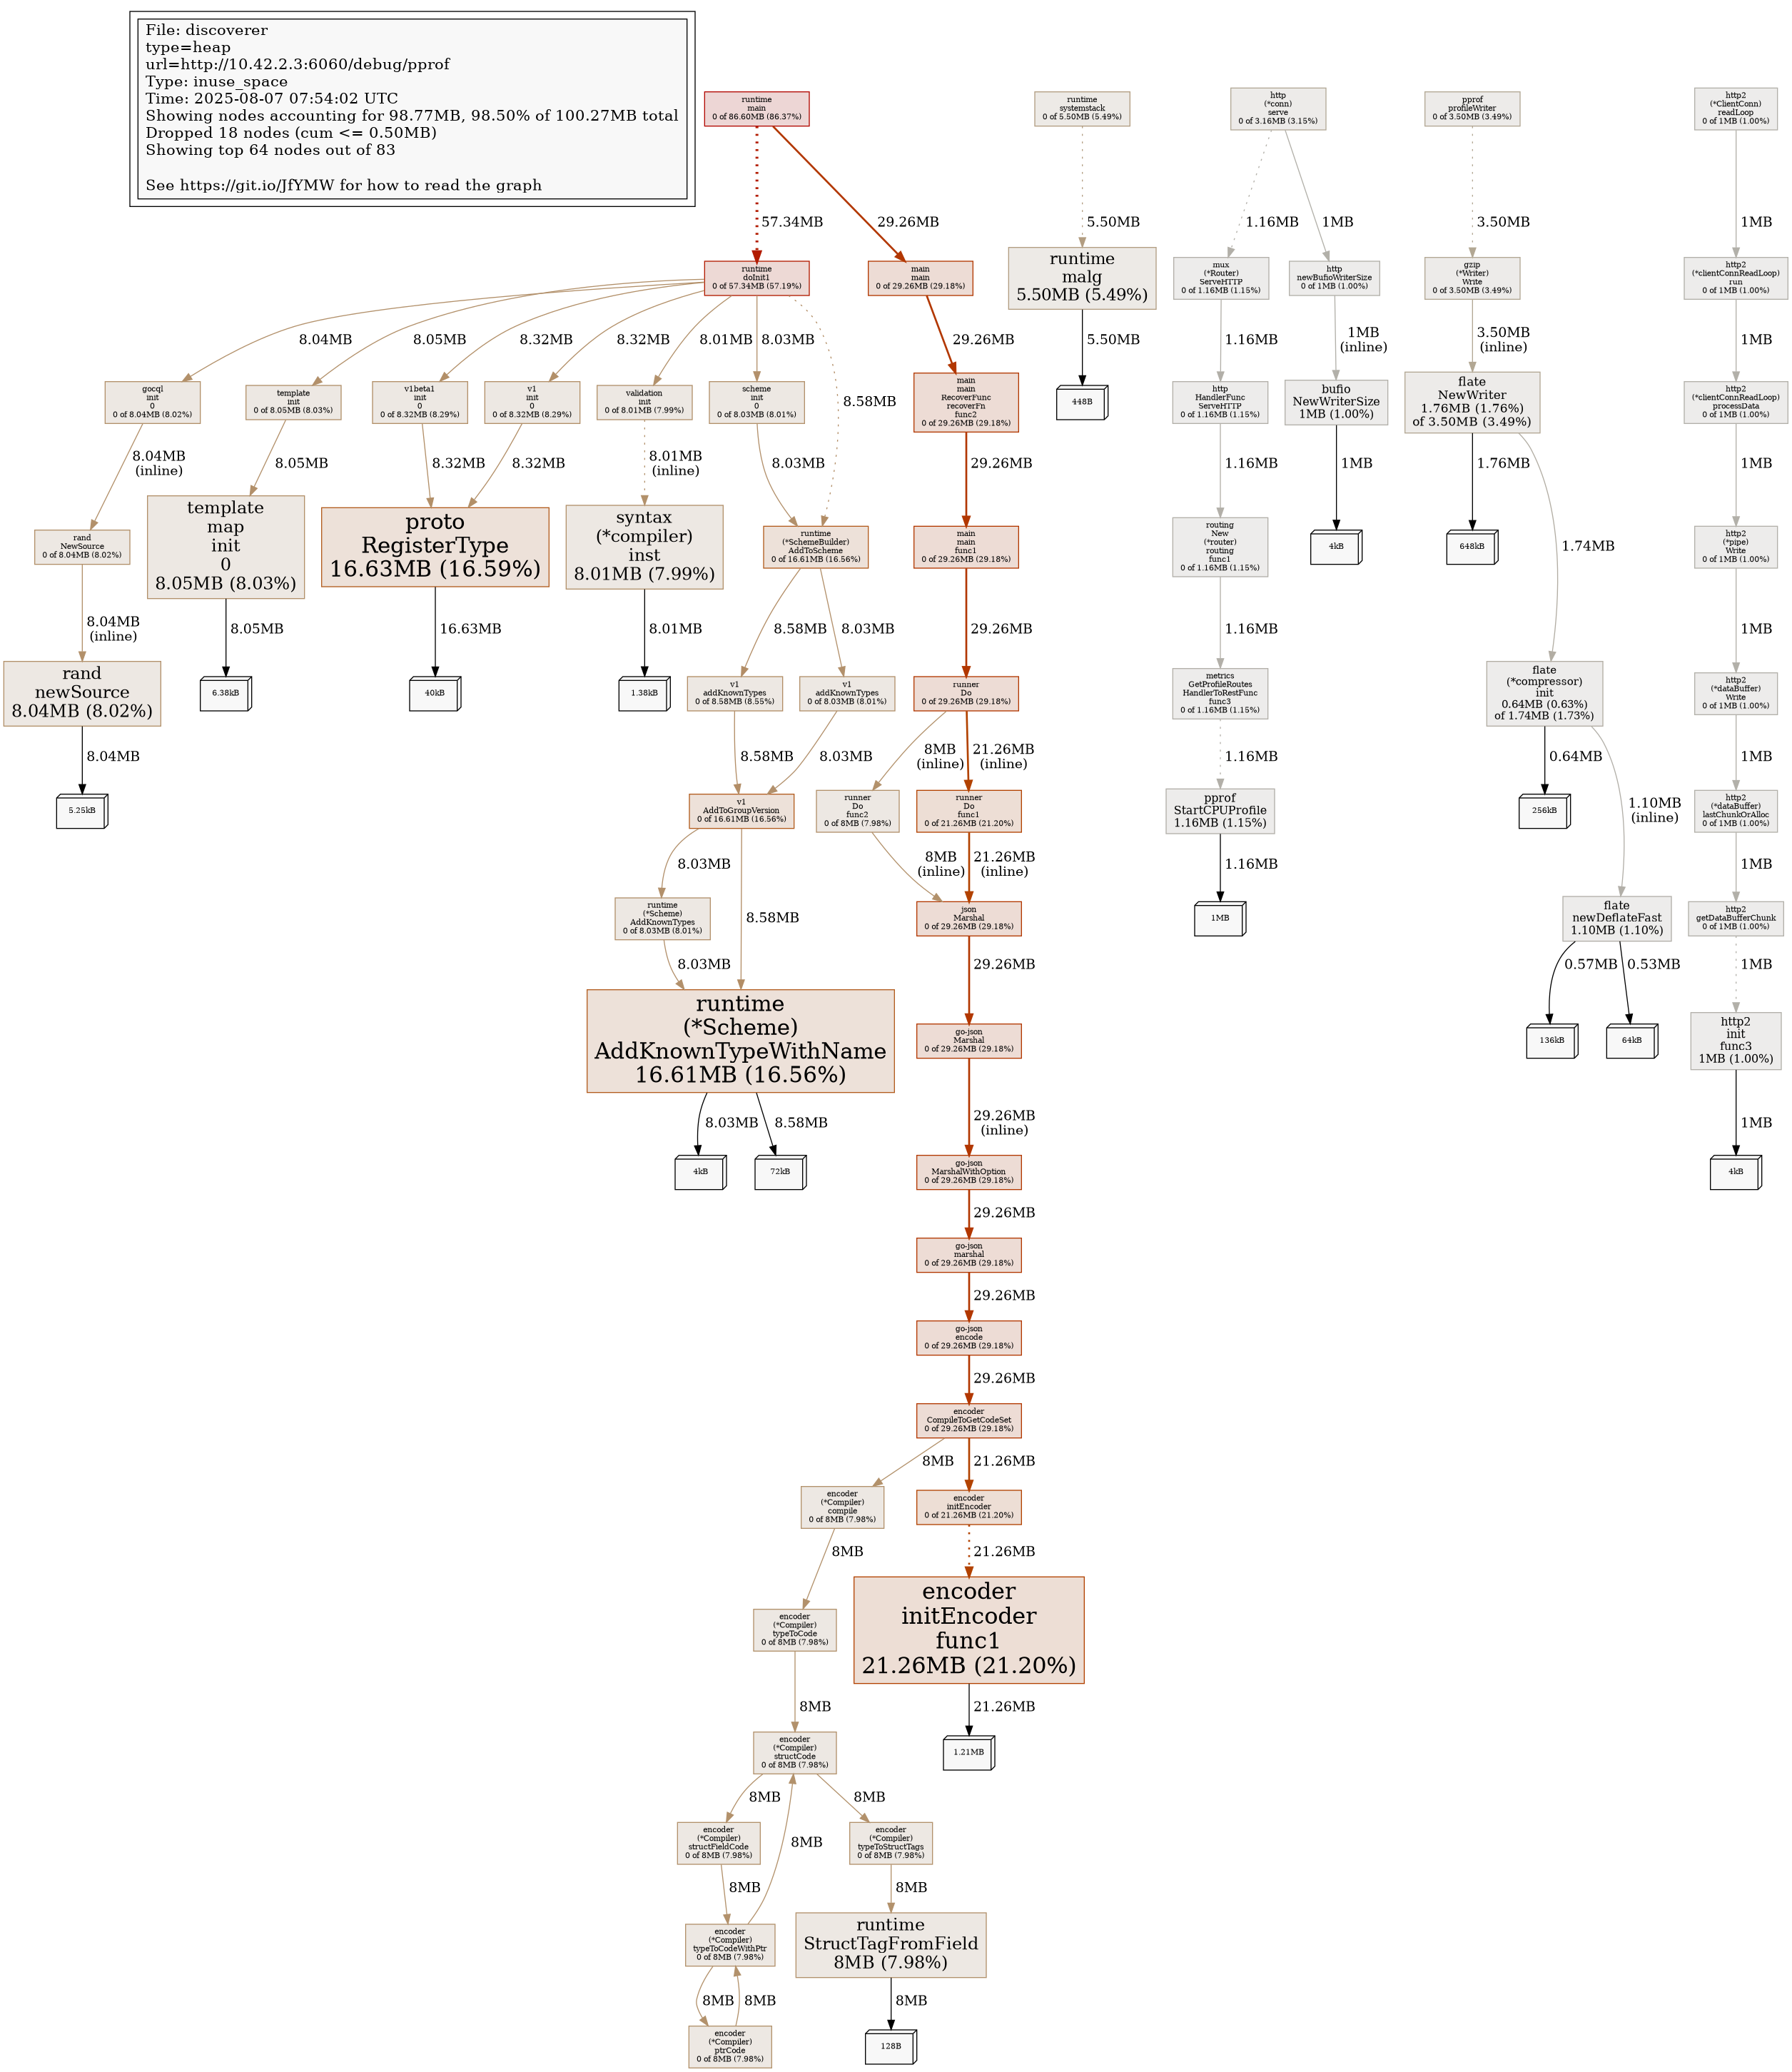 File: discoverer
type=heap
url=http://10.42.2.3:6060/debug/pprof
Type: inuse_space
Time: 2025-08-07 07:54:02 UTC
Showing nodes accounting for 98.77MB, 98.50% of 100.27MB total
Dropped 18 nodes (cum <= 0.50MB)
Showing top 64 nodes out of 83
See https://git.io/JfYMW for how to read the graph
runtime
main
0 of 86.60MB (86.37%)
runtime
systemstack
0 of 5.50MB (5.49%)
http
(*conn)
serve
0 of 3.16MB (3.15%)
pprof
profileWriter
0 of 3.50MB (3.49%)
http2
(*ClientConn)
readLoop
0 of 1MB (1.00%)
57.34MB
29.26MB
5.50MB
1.16MB
1MB
3.50MB
1MB
runtime
doInit1
0 of 57.34MB (57.19%)
main
main
0 of 29.26MB (29.18%)
runtime
malg
5.50MB (5.49%)
mux
(*Router)
ServeHTTP
0 of 1.16MB (1.15%)
http
newBufioWriterSize
0 of 1MB (1.00%)
gzip
(*Writer)
Write
0 of 3.50MB (3.49%)
http2
(*clientConnReadLoop)
run
0 of 1MB (1.00%)
8.04MB
8.05MB
8.32MB
8.32MB
8.01MB
8.03MB
8.58MB
29.26MB
5.50MB
1.16MB
1MB
(inline)
3.50MB
(inline)
1MB
gocql
init
0
0 of 8.04MB (8.02%)
template
init
0 of 8.05MB (8.03%)
v1beta1
init
0
0 of 8.32MB (8.29%)
v1
init
0
0 of 8.32MB (8.29%)
validation
init
0 of 8.01MB (7.99%)
scheme
init
0
0 of 8.03MB (8.01%)
main
main
RecoverFunc
recoverFn
func2
0 of 29.26MB (29.18%)
448B
http
HandlerFunc
ServeHTTP
0 of 1.16MB (1.15%)
bufio
NewWriterSize
1MB (1.00%)
flate
NewWriter
1.76MB (1.76%)
of 3.50MB (3.49%)
http2
(*clientConnReadLoop)
processData
0 of 1MB (1.00%)
8.04MB
(inline)
8.05MB
8.32MB
8.32MB
8.01MB
(inline)
8.03MB
29.26MB
1.16MB
1MB
1.76MB
1.74MB
1MB
rand
NewSource
0 of 8.04MB (8.02%)
template
map
init
0
8.05MB (8.03%)
proto
RegisterType
16.63MB (16.59%)
syntax
(*compiler)
inst
8.01MB (7.99%)
runtime
(*SchemeBuilder)
AddToScheme
0 of 16.61MB (16.56%)
main
main
func1
0 of 29.26MB (29.18%)
routing
New
(*router)
routing
func1
0 of 1.16MB (1.15%)
4kB
648kB
http2
(*pipe)
Write
0 of 1MB (1.00%)
8.04MB
(inline)
8.05MB
16.63MB
8.01MB
8.58MB
8.03MB
29.26MB
1.16MB
1MB
rand
newSource
8.04MB (8.02%)
6.38kB
40kB
1.38kB
v1
addKnownTypes
0 of 8.58MB (8.55%)
v1
addKnownTypes
0 of 8.03MB (8.01%)
runner
Do
0 of 29.26MB (29.18%)
metrics
GetProfileRoutes
HandlerToRestFunc
func3
0 of 1.16MB (1.15%)
flate
(*compressor)
init
0.64MB (0.63%)
of 1.74MB (1.73%)
http2
(*dataBuffer)
Write
0 of 1MB (1.00%)
8.04MB
8.58MB
8.03MB
8MB
(inline)
21.26MB
(inline)
1.16MB
0.64MB
1.10MB
(inline)
1MB
5.25kB
v1
AddToGroupVersion
0 of 16.61MB (16.56%)
runner
Do
func2
0 of 8MB (7.98%)
runner
Do
func1
0 of 21.26MB (21.20%)
pprof
StartCPUProfile
1.16MB (1.15%)
256kB
http2
(*dataBuffer)
lastChunkOrAlloc
0 of 1MB (1.00%)
8.03MB
8.58MB
8MB
(inline)
21.26MB
(inline)
1.16MB
1MB
runtime
(*Scheme)
AddKnownTypes
0 of 8.03MB (8.01%)
json
Marshal
0 of 29.26MB (29.18%)
1MB
flate
newDeflateFast
1.10MB (1.10%)
http2
getDataBufferChunk
0 of 1MB (1.00%)
8.03MB
29.26MB
0.57MB
0.53MB
1MB
runtime
(*Scheme)
AddKnownTypeWithName
16.61MB (16.56%)
go-json
Marshal
0 of 29.26MB (29.18%)
136kB
64kB
http2
init
func3
1MB (1.00%)
8.03MB
8.58MB
29.26MB
(inline)
1MB
4kB
72kB
go-json
MarshalWithOption
0 of 29.26MB (29.18%)
4kB
29.26MB
go-json
marshal
0 of 29.26MB (29.18%)
29.26MB
go-json
encode
0 of 29.26MB (29.18%)
29.26MB
encoder
CompileToGetCodeSet
0 of 29.26MB (29.18%)
8MB
21.26MB
encoder
(*Compiler)
compile
0 of 8MB (7.98%)
encoder
initEncoder
0 of 21.26MB (21.20%)
8MB
21.26MB
encoder
(*Compiler)
typeToCode
0 of 8MB (7.98%)
encoder
initEncoder
func1
21.26MB (21.20%)
8MB
21.26MB
encoder
(*Compiler)
structCode
0 of 8MB (7.98%)
1.21MB
8MB
8MB
encoder
(*Compiler)
structFieldCode
0 of 8MB (7.98%)
8MB
encoder
(*Compiler)
typeToStructTags
0 of 8MB (7.98%)
8MB
8MB
encoder
(*Compiler)
typeToCodeWithPtr
0 of 8MB (7.98%)
runtime
StructTagFromField
8MB (7.98%)
8MB
8MB
8MB
encoder
(*Compiler)
ptrCode
0 of 8MB (7.98%)
128B